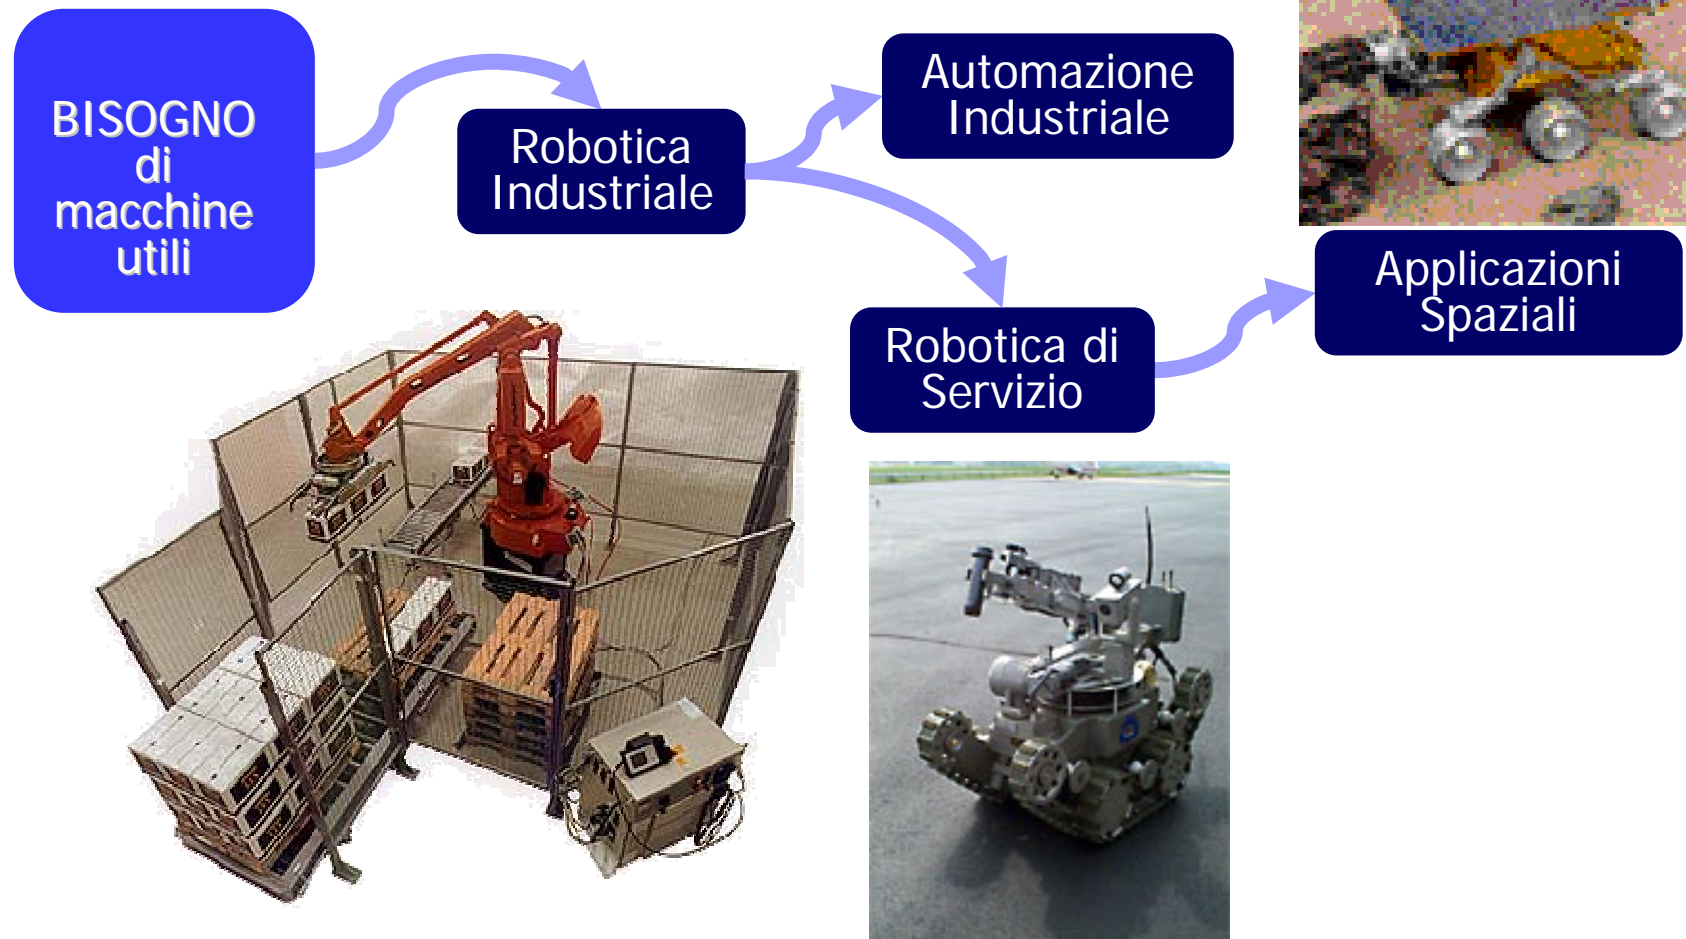 BISOGNO
di
macchine
utili
Robotica
Industriale
Automazione
Industriale
Robotica di
Servizio
Applicazioni
Spaziali